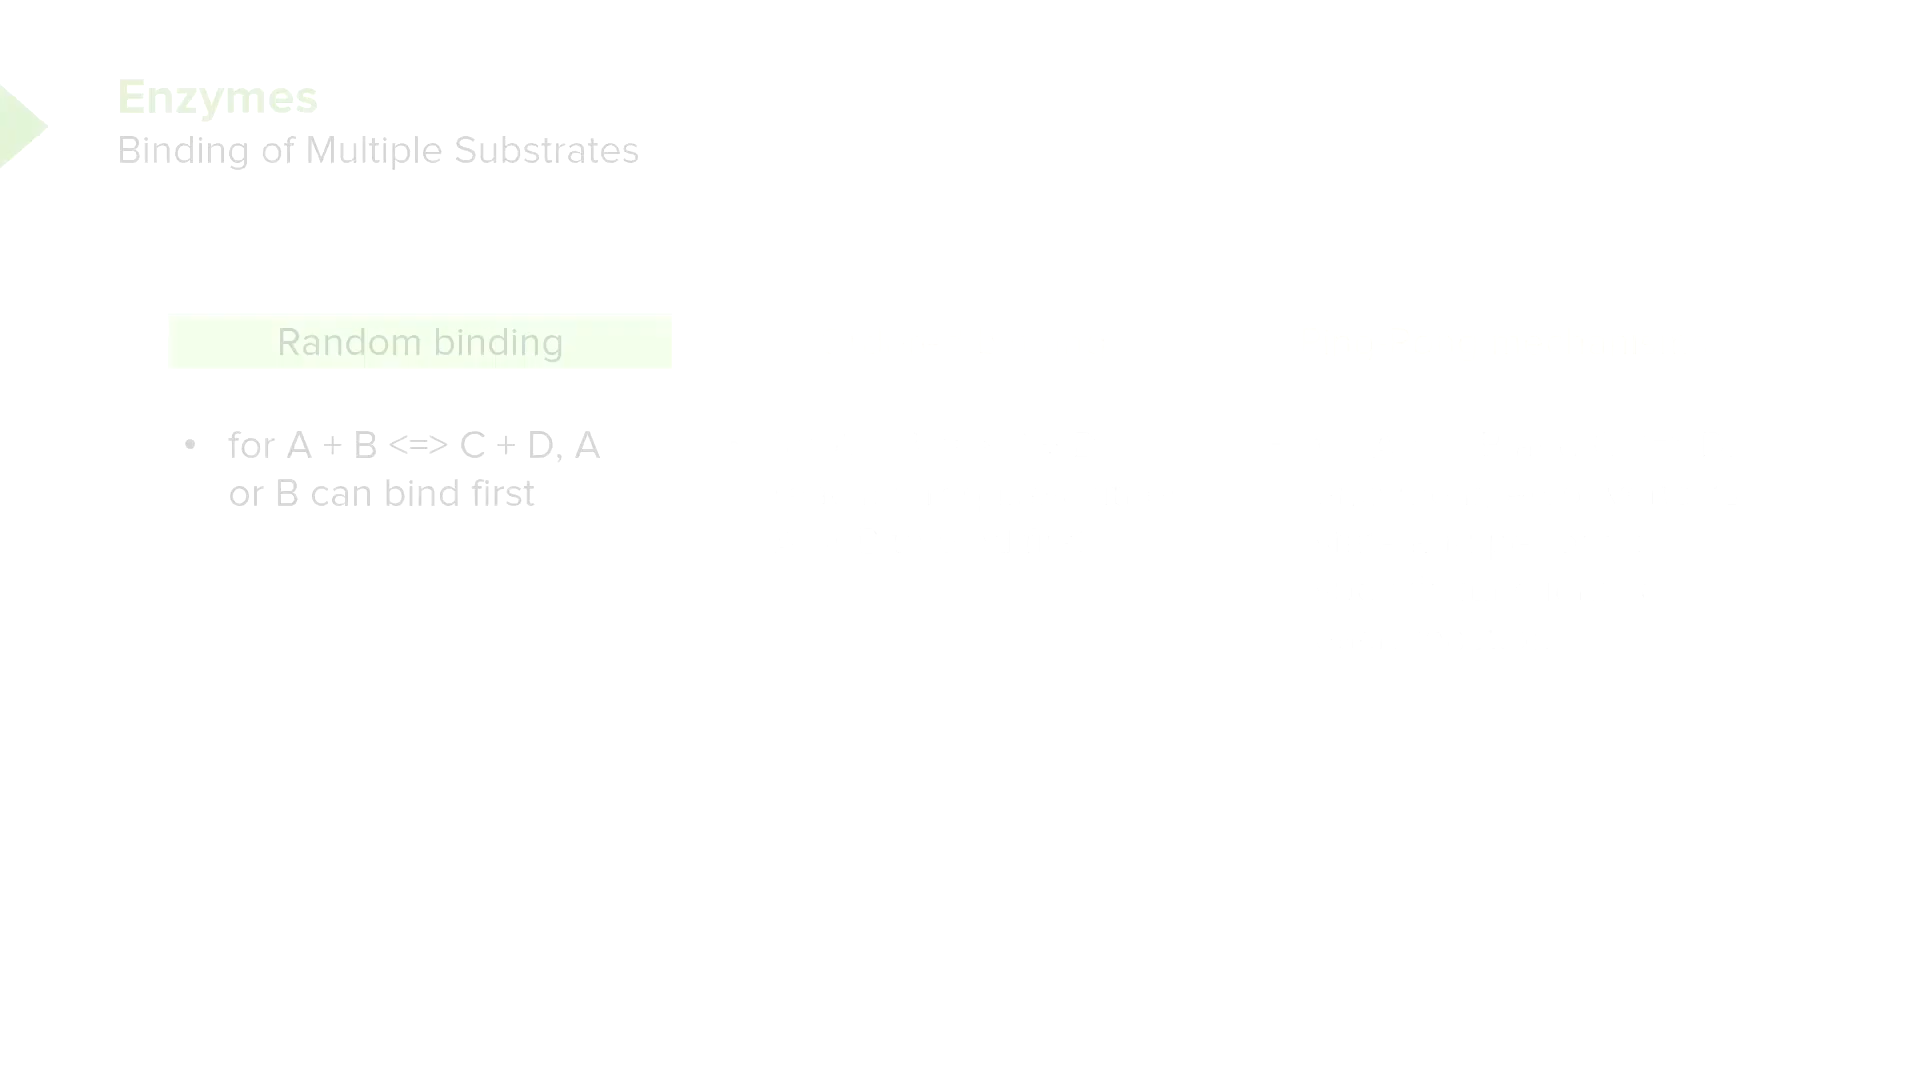 Enzymes
Binding of Multiple Substrates
Random binding
• for A + B <=> C + D, A
or B can bind first